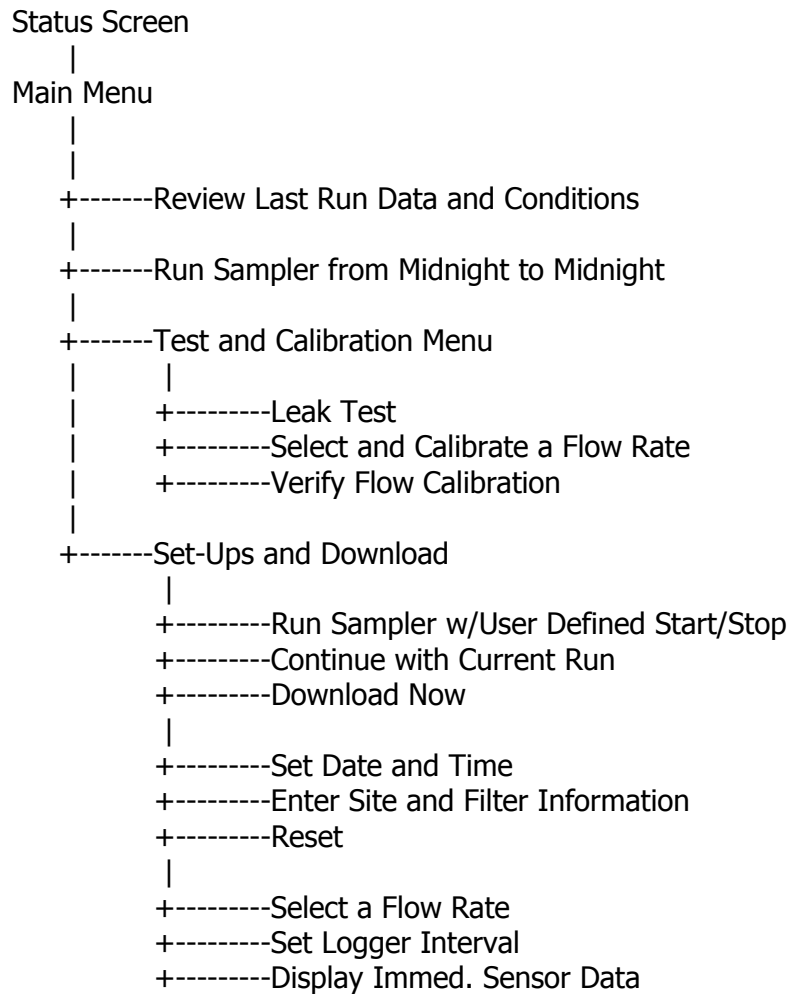 Status Screen
|
Main Menu
|
|
+-------Review Last Run Data and Conditions
|
+-------Run Sampler from Midnight to Midnight
|
+-------Test and Calibration Menu
| |
| +---------Leak Test
| +---------Select and Calibrate a Flow Rate
| +---------Verify Flow Calibration
|
+-------Set-Ups and Download
|
+---------Run Sampler w/User Defined Start/Stop
+---------Continue with Current Run
+---------Download Now
|
+---------Set Date and Time
+---------Enter Site and Filter Information
+---------Reset
|
+---------Select a Flow Rate
+---------Set Logger Interval
+---------Display Immed. Sensor Data